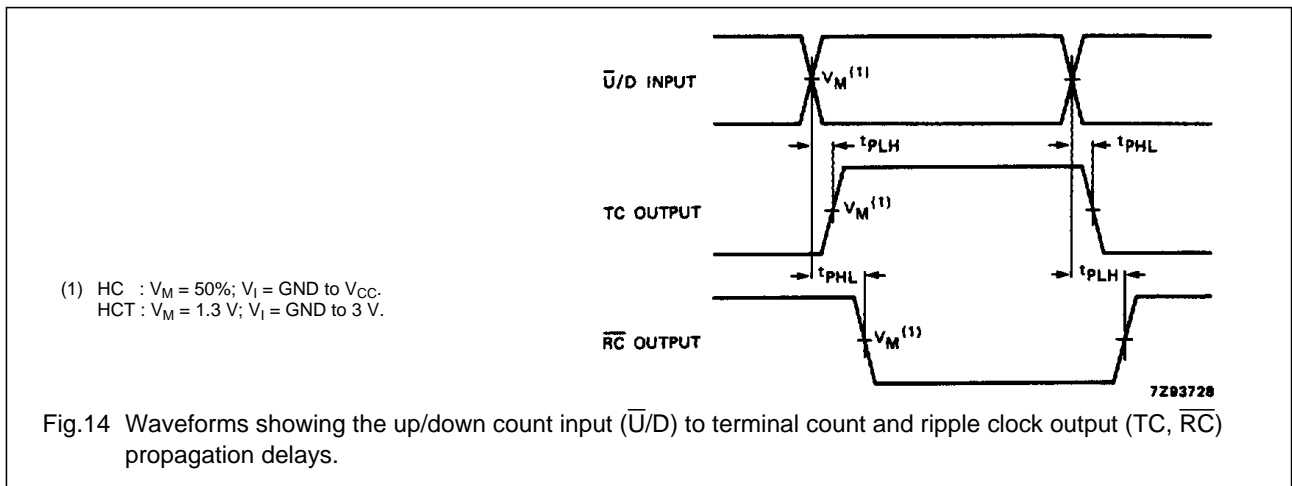 U̅/D INPUT
V_M (1)
t_PLH
t_PHL
TC OUTPUT
V_M (1)
t_PHL
t_PLH
(1) HC : V_M = 50%; V_I = GND to V_CC.
HCT : V_M = 1.3 V; V_I = GND to 3 V.
R̅C̅ OUTPUT
V_M (1)
7Z93728
Fig.14 Waveforms showing the up/down count input (U̅/D) to terminal count and ripple clock output (TC, R̅C̅)
propagation delays.